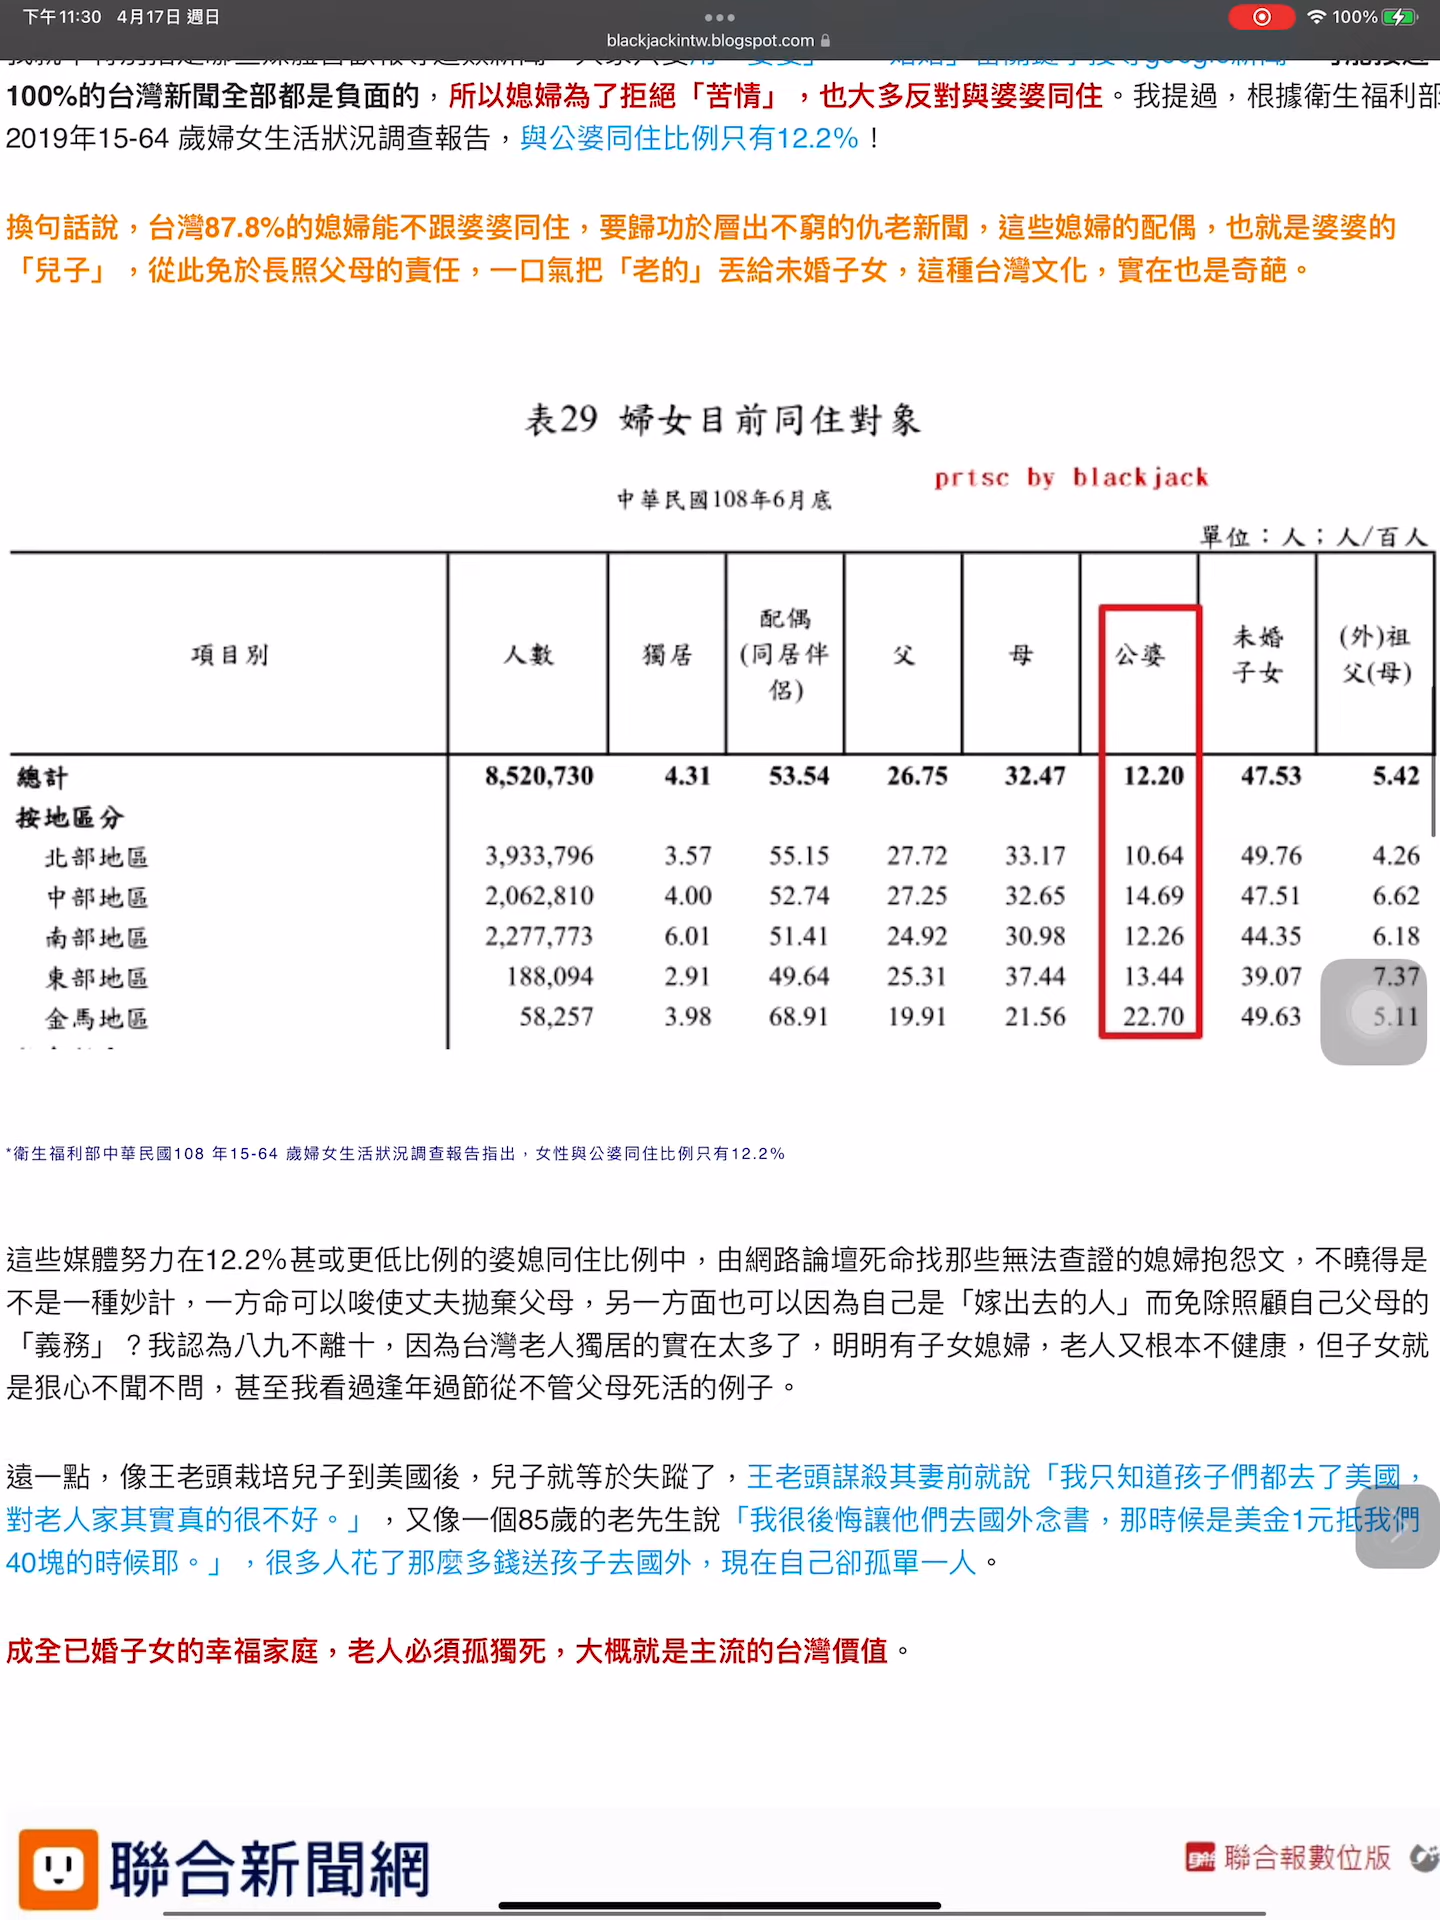 下午11:30 4月17日 週日
100%
blackjackintw.blogspot.com
100%的台灣新聞全部都是負面的，所以媳婦為了拒絕「苦情」，也大多反對與婆婆同住。我提過，根據衛生福利部
2019年15-64 歲婦女生活狀況調查報告，與公婆同住比例只有12.2%！
換句話說，台灣87.8%的媳婦能不跟婆婆同住，要歸功於層出不窮的仇老新聞，這些媳婦的配偶，也就是婆婆的
「兒子」，從此免於長照父母的責任，一口氣把「老的」丟給未婚子女，這種台灣文化，實在也是奇葩。
表29 婦女目前同住對象
prtsc by blackjack
中華民國108年6月底
單位：人；人/百人
項目別 人數 獨居 配偶(同居伴侶) 父 母 公婆 未婚子女 (外)祖父(母)
總計 8,520,730 4.31 53.54 26.75 32.47 12.20 47.53 5.42
按地區分
北部地區 3,933,796 3.57 55.15 27.72 33.17 10.64 49.76 4.26
中部地區 2,062,810 4.00 52.74 27.25 32.65 14.69 47.51 6.62
南部地區 2,277,773 6.01 51.41 24.92 30.98 12.26 44.35 6.18
東部地區 188,094 2.91 49.64 25.31 37.44 13.44 39.07 7.37
金馬地區 58,257 3.98 68.91 19.91 21.56 22.70 49.63 5.11
*衛生福利部中華民國108 年15-64 歲婦女生活狀況調查報告指出，女性與公婆同住比例只有12.2%
這些媒體努力在12.2%甚或更低比例的婆媳同住比例中，由網路論壇死命找那些無法查證的媳婦抱怨文，不曉得是
不是一種妙計，一方命可以唆使丈夫拋棄父母，另一方面也可以因為自己是「嫁出去的人」而免除照顧自己父母的
「義務」？我認為八九不離十，因為台灣老人獨居的實在太多了，明明有子女媳婦，老人又根本不健康，但子女就
是狠心不聞不問，甚至我看過逢年過節從不管父母死活的例子。
遠一點，像王老頭栽培兒子到美國後，兒子就等於失蹤了，王老頭謀殺其妻前就說「我只知道孩子們都去了美國，
對老人家其實真的很不好。」，又像一個85歲的老先生說「我很後悔讓他們去國外念書，那時候是美金1元抵我們
40塊的時候耶。」，很多人花了那麼多錢送孩子去國外，現在自己卻孤單一人。
成全已婚子女的幸福家庭，老人必須孤獨死，大概就是主流的台灣價值。
聯合新聞網
聯合報數位版